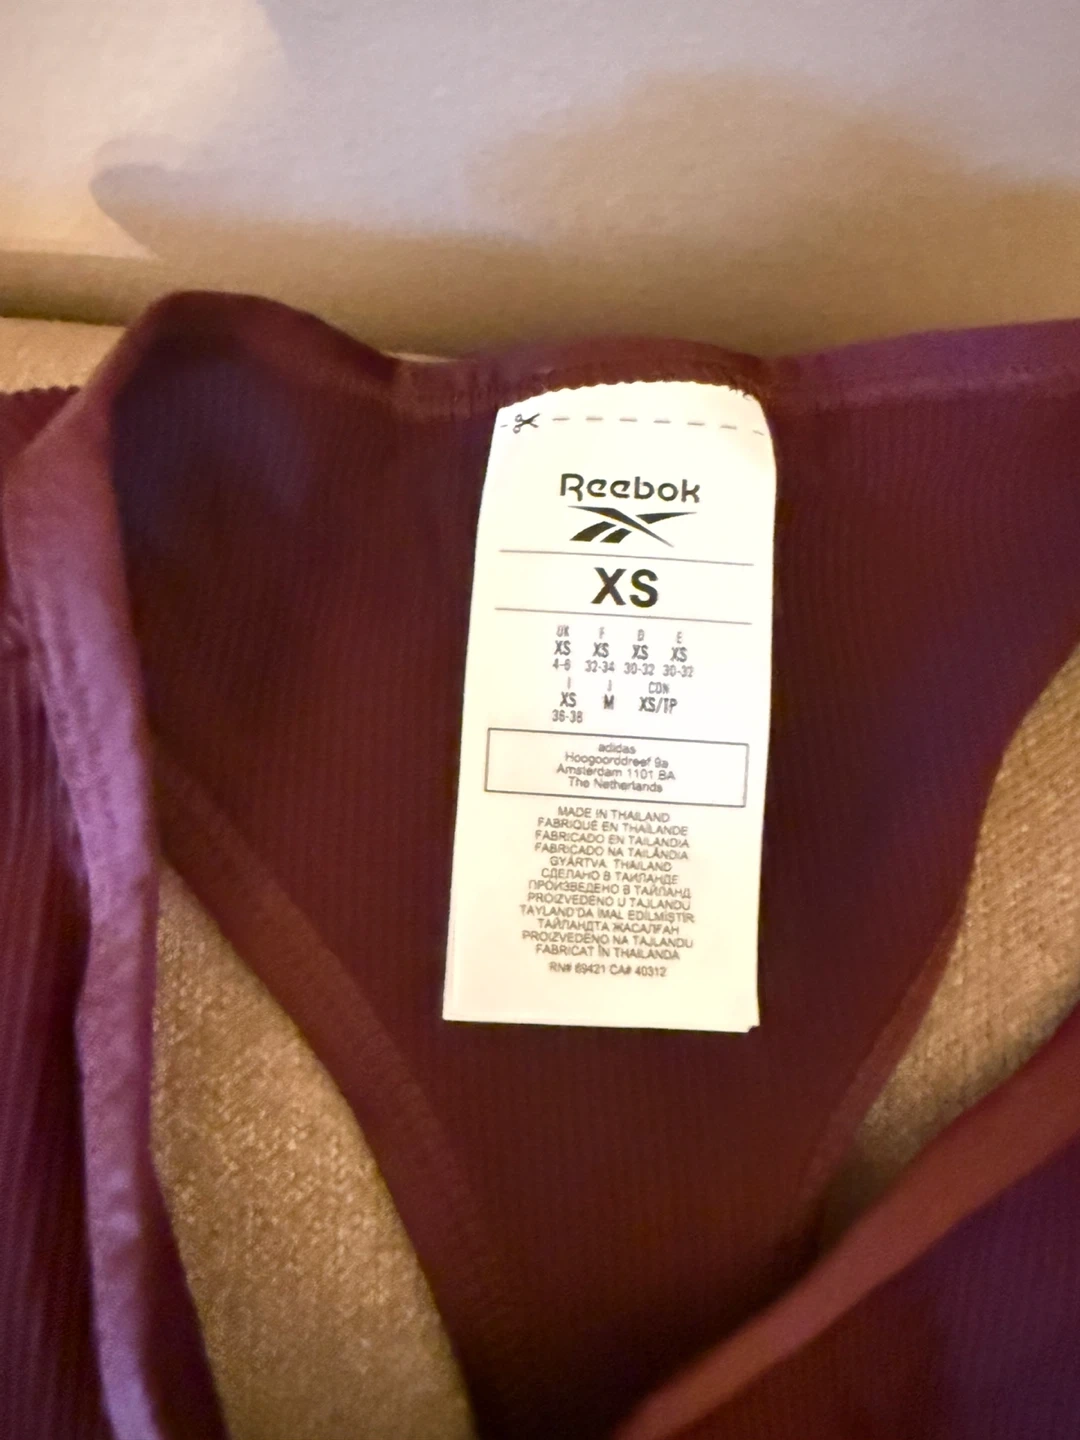 Reebok
XS
UK F D E
XS XS XS XS
4-6 32-34 30-32 30-32
I J CDN
XS M XS/TP
36-38
adidas
Hoogoorddreef 9a
Amsterdam 1101 BA
The Netherlands
MADE IN THAILAND
FABRIQUÉ EN THAÏLANDE
FABRICADO EN TAILANDIA
FABRICADO NA TAILÂNDIA
GYÁRTVA: THAILAND
СДЕЛАНО В ТАИЛАНДЕ
ПРОИЗВЕДЕНО В ТАЙЛАНД
PROIZVEDENO U TAJLANDU
TAYLAND'DA İMAL EDİLMİŞTİR
ТАЙЛАНДТА ЖАСАЛҒАН
PROIZVEDENO NA TAJLANDU
FABRICAT ÎN THAILANDA
RN# 69421 CA# 40312